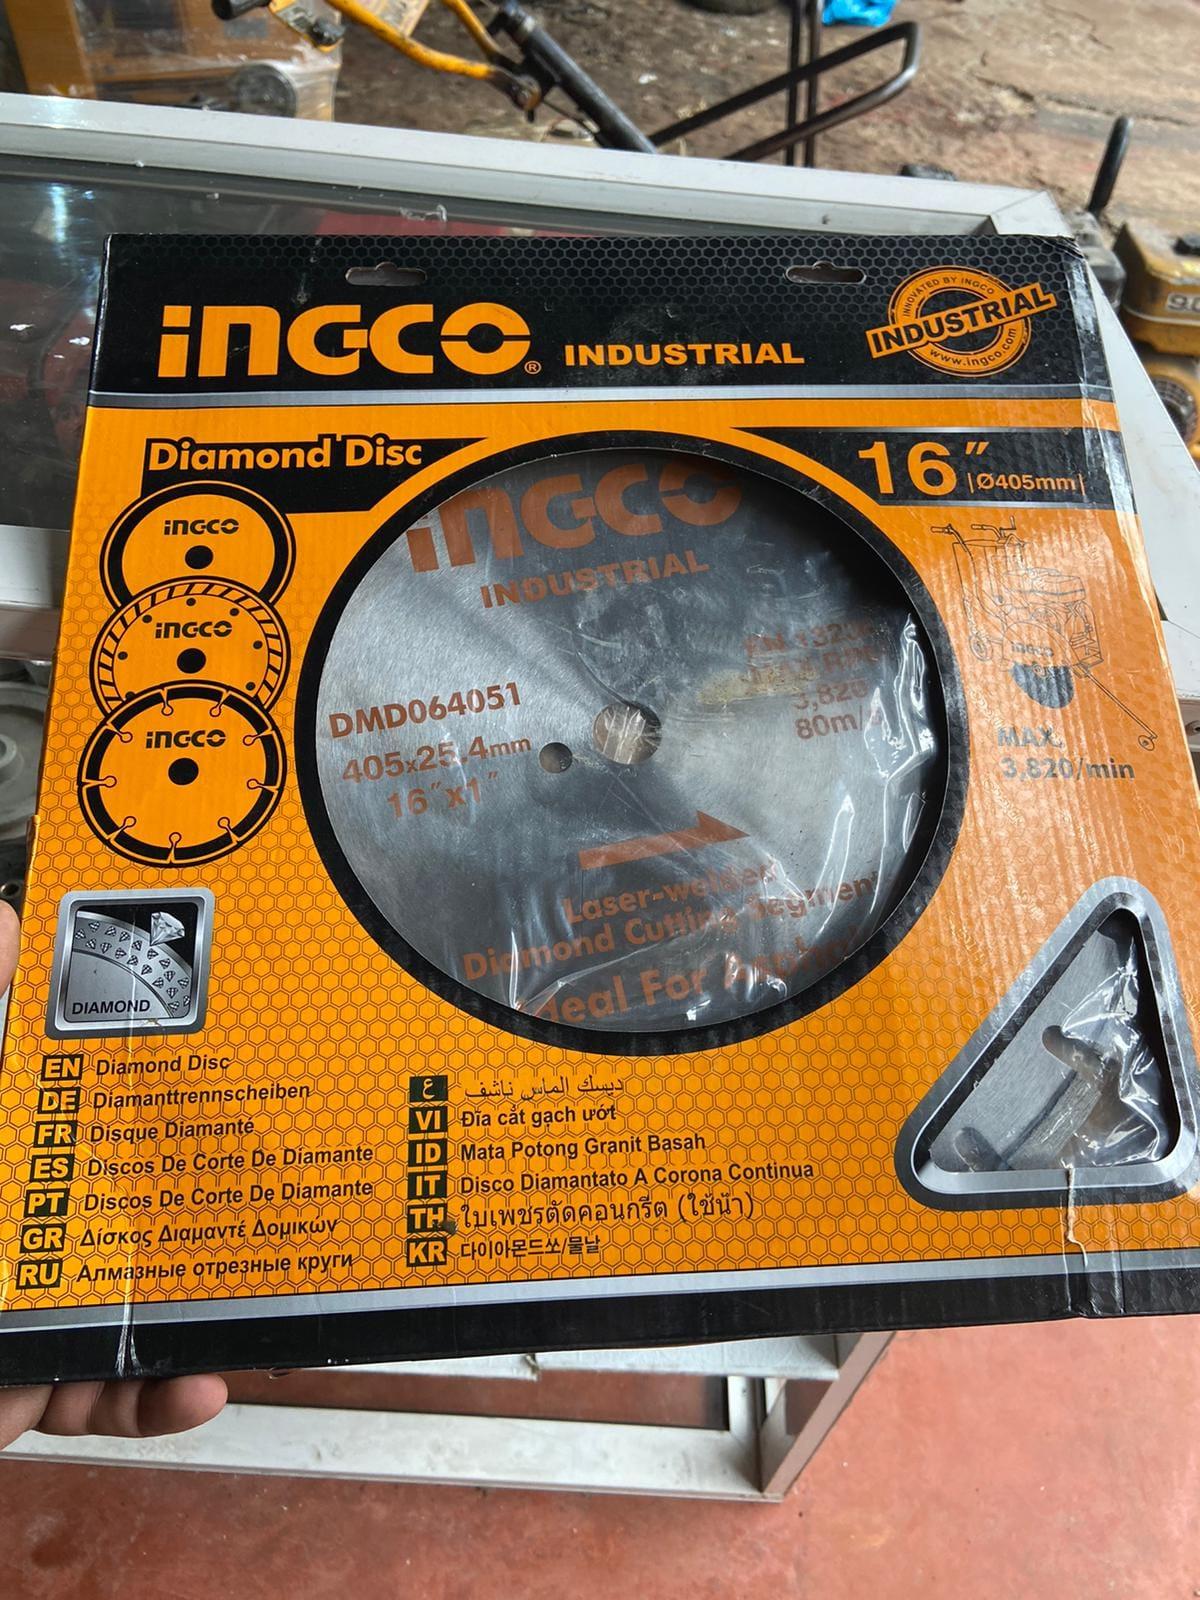 iNGCO® INDUSTRIAL
INNOVATED BY INGCO
INDUSTRIAL
www.ingco.com
Diamond Disc
16" (Ø405mm)
iNGCO
iNGCO
iNGCO
iNGCO
INDUSTRIAL
DMD064051
405x25.4mm
16"x1"
3,820
80m/
Laser-welded
Diamond Cutting Segment
Ideal For
iNGCO
MAX.
3,820/min
DIAMOND
EN Diamond Disc
DE Diamanttrennscheiben
FR Disque Diamanté
ES Discos De Corte De Diamante
PT Discos De Corte De Diamante
GR Δίσκος Διαμαντέ Δομικών
RU Алмазные отрезные круги
ع ديسك الماس ناشف
VI Đĩa cắt gạch ướt
ID Mata Potong Granit Basah
IT Disco Diamantato A Corona Continua
TH ใบเพชรตัดคอนกรีต (ใช้น้ำ)
KR 다이아몬드쏘/물날